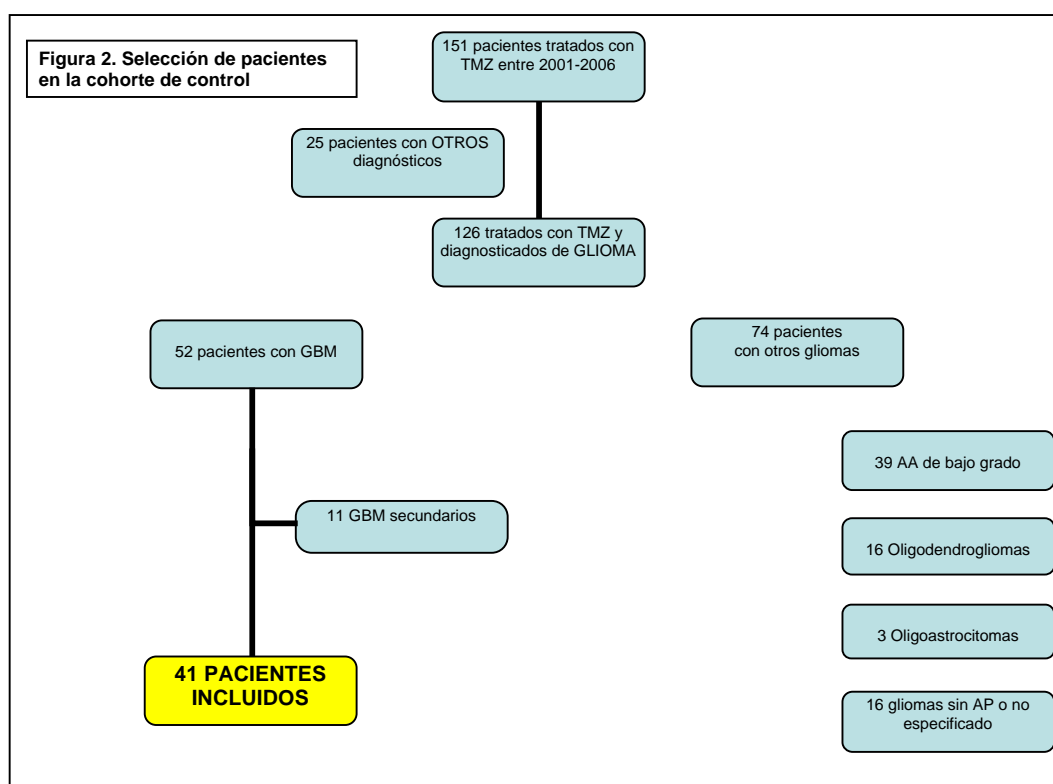 Figura 2. Selección de pacientes
en la cohorte de control
151 pacientes tratados con
TMZ entre 2001-2006
25 pacientes con OTROS
diagnósticos
126 tratados con TMZ y
diagnosticados de GLIOMA
52 pacientes con GBM
74 pacientes
con otros gliomas
39 AA de bajo grado
11 GBM secundarios
16 Oligodendrogliomas
3 Oligoastrocitomas
41 PACIENTES
INCLUIDOS
16 gliomas sin AP o no
especificado